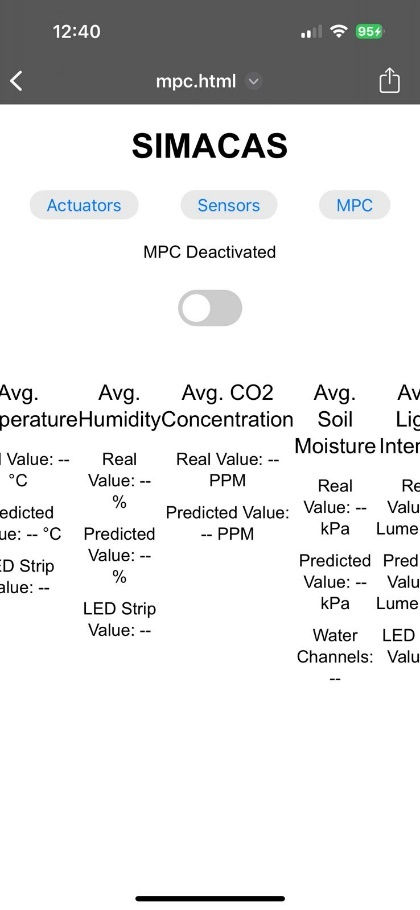 12:40
95
mpc.html
SIMACAS
Actuators
Sensors
MPC
MPC Deactivated
Avg.
perature
l Value: --
°C
edicted
ue: -- °C
ED Strip
alue: --
Avg.
Humidity
Real
Value: --
%
Predicted
Value: --
%
LED Strip
Value: --
Avg. CO2
Concentration
Real Value: --
PPM
Predicted Value:
-- PPM
Avg.
Soil
Moisture
Real
Value: --
kPa
Predicted
Value: --
kPa
Water
Channels:
--
Av
Lig
Inten
Re
Valu
Lume
Pred
Valu
Lume
LED
Valu